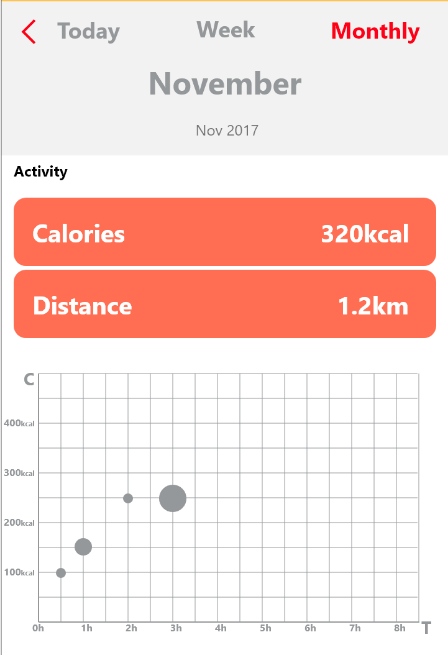 Today Week Monthly
November
Nov 2017
Activity
Calories 320kcal
Distance 1.2km
C
400kcal
300kcal
200kcal
100kcal
0h 1h 2h 3h 4h 5h 6h 7h 8h T